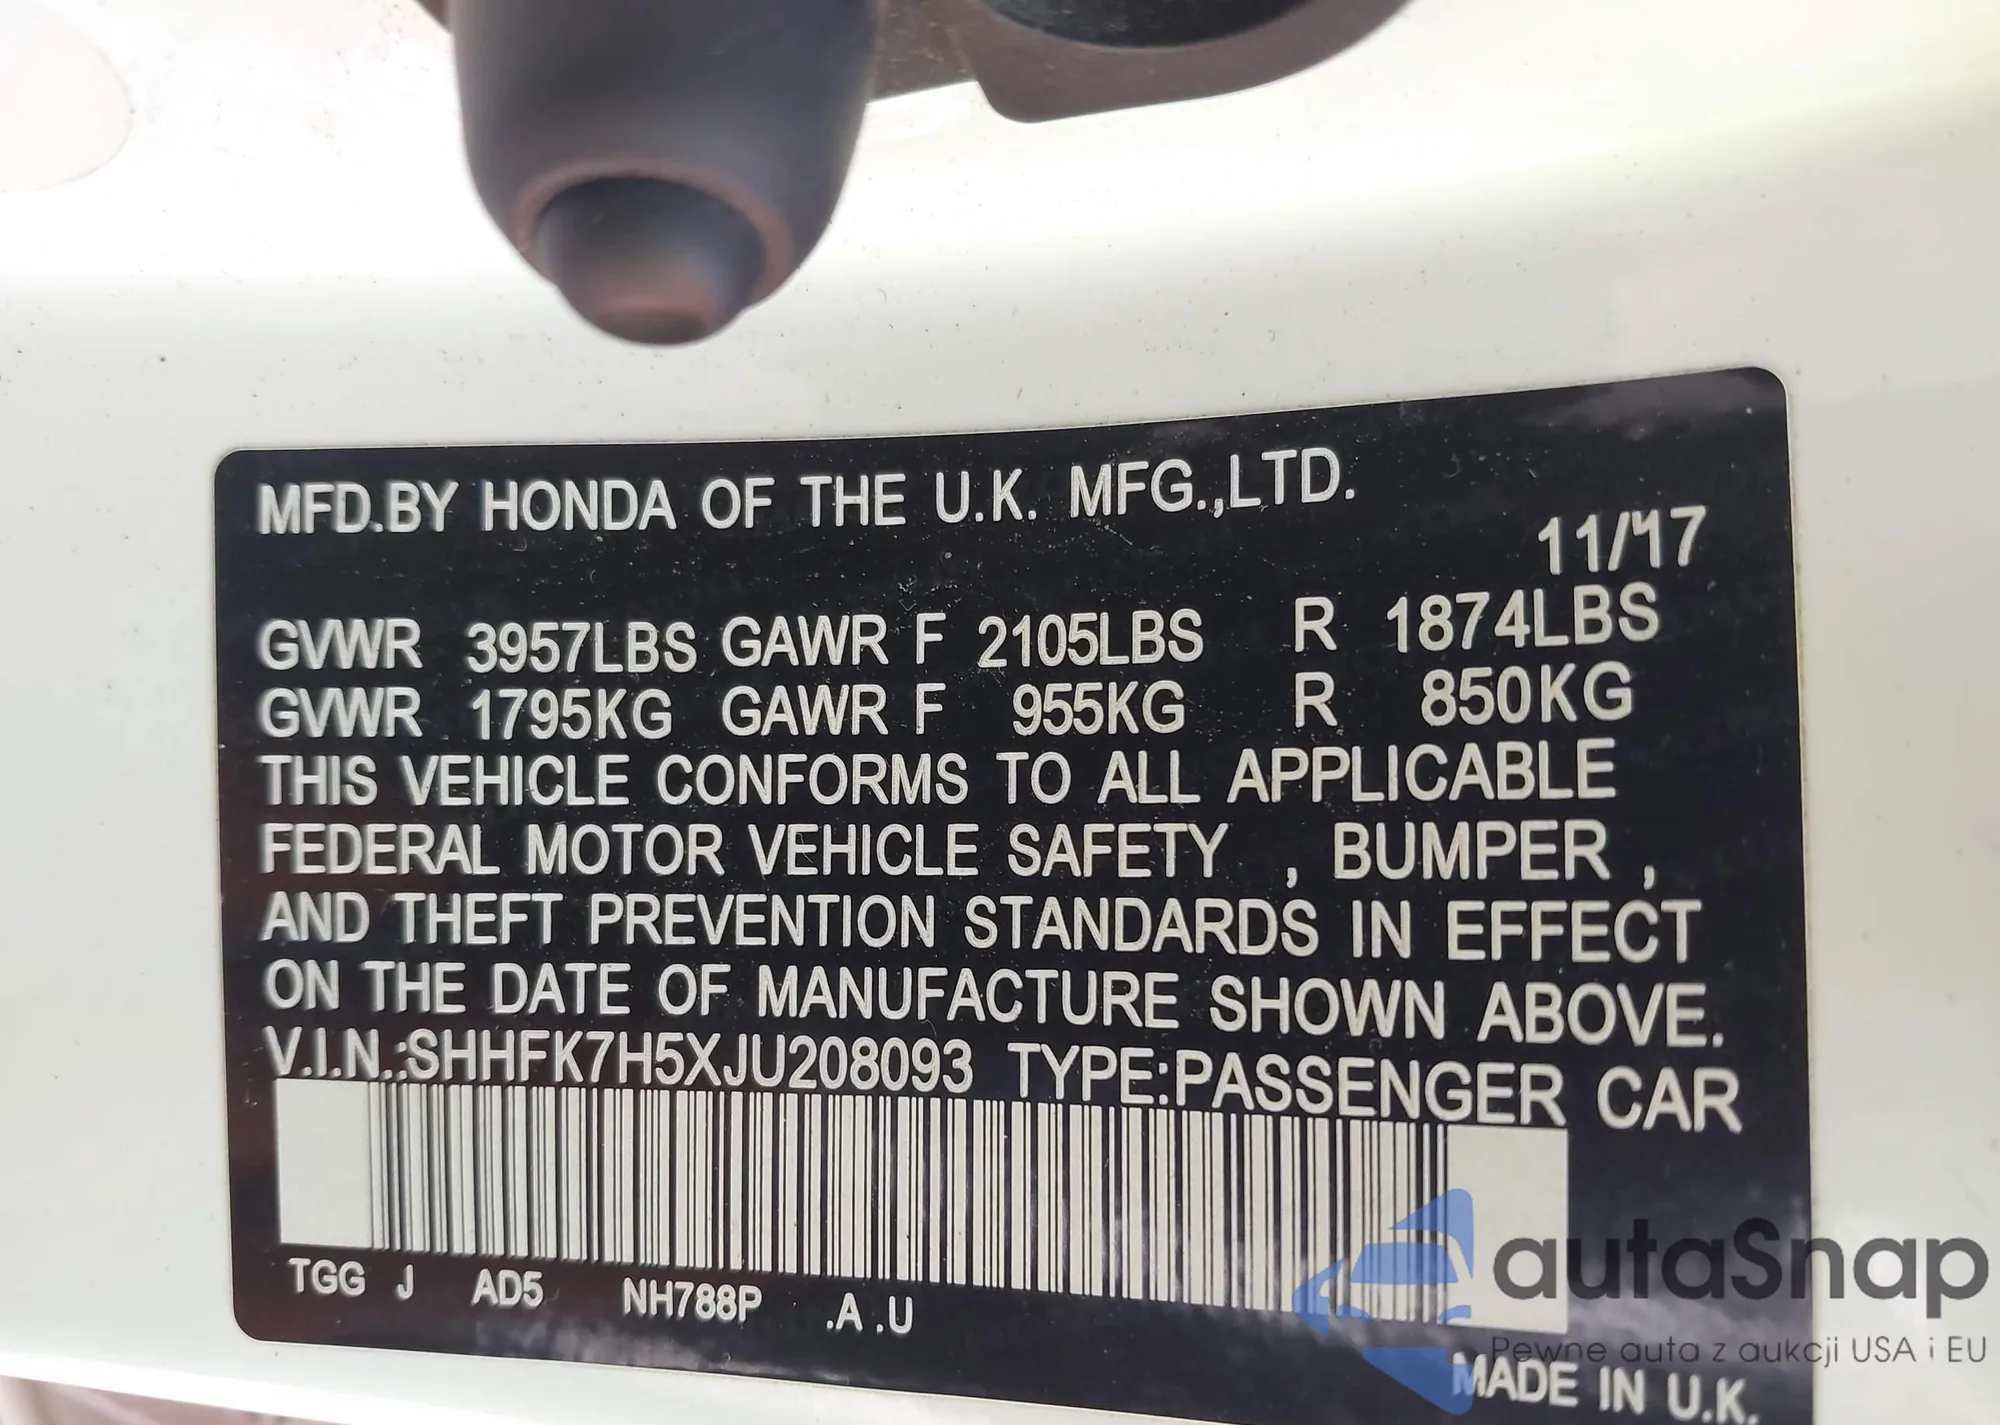 MFD.BY HONDA OF THE U.K. MFG.,LTD.
11/17
GVWR 3957LBS GAWR F 2105LBS R 1874LBS
GVWR 1795KG GAWR F 955KG R 850KG
THIS VEHICLE CONFORMS TO ALL APPLICABLE
FEDERAL MOTOR VEHICLE SAFETY , BUMPER ,
AND THEFT PREVENTION STANDARDS IN EFFECT
ON THE DATE OF MANUFACTURE SHOWN ABOVE.
V.I.N.:SHHFK7H5XJU208093 TYPE:PASSENGER CAR
TGG J AD5 NH788P .A .U
autaSnap
Pewne auta z aukcji USA i EU
MADE IN U.K.